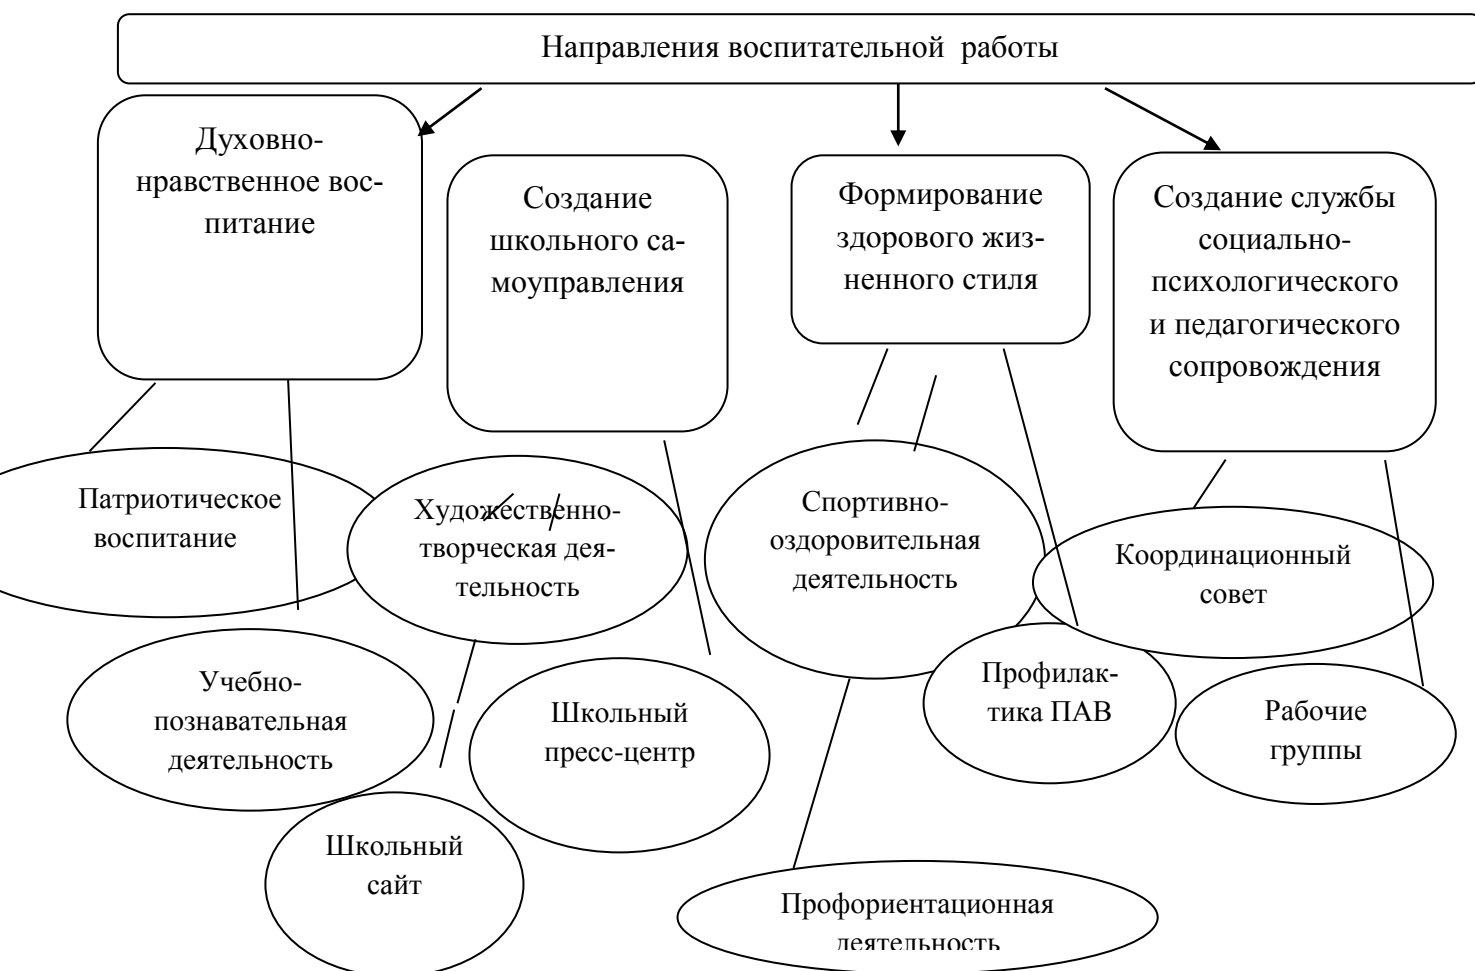 Направления воспитательной работы
Духовно-
нравственное вос-
питание
Создание
школьного са-
моуправления
Формирование
здорового жиз-
ненного стиля
Создание службы
социально-
психологического
и педагогического
сопровождения
Патриотическое
воспитание
Художественно-
творческая дея-
тельность
Спортивно-
оздоровительная
деятельность
Координационный
совет
Учебно-
познавательная
деятельность
Школьный
пресс-центр
Профилак-
тика ПАВ
Рабочие
группы
Школьный
сайт
Профориентационная
деятельность